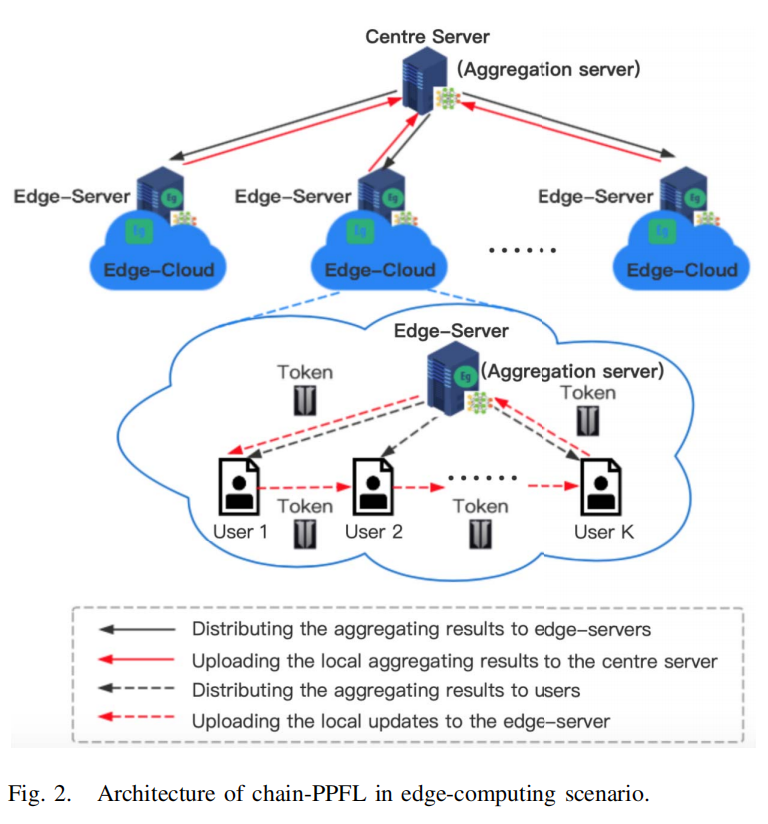 Centre Server
(Aggregation server)
Edge-Server
Edge-Server
Edge-Server
Eg
Eg
Eg
Eg
Eg
Eg
Edge-Cloud
Edge-Cloud
......
Edge-Cloud
Edge-Server
Eg
(Aggregation server)
Token
Token
......
User 1
Token
User 2
Token
User K
Distributing the aggregating results to edge-servers
Uploading the local aggregating results to the centre server
Distributing the aggregating results to users
Uploading the local updates to the edge-server
Fig. 2. Architecture of chain-PPFL in edge-computing scenario.